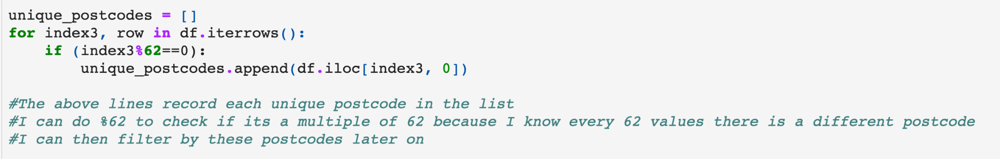 unique_postcodes = []
for index3, row in df.iterrows():
    if (index3%62==0):
        unique_postcodes.append(df.iloc[index3, 0])

#The above lines record each unique postcode in the list
#I can do %62 to check if its a multiple of 62 because I know every 62 values there is a different postcode
#I can then filter by these postcodes later on